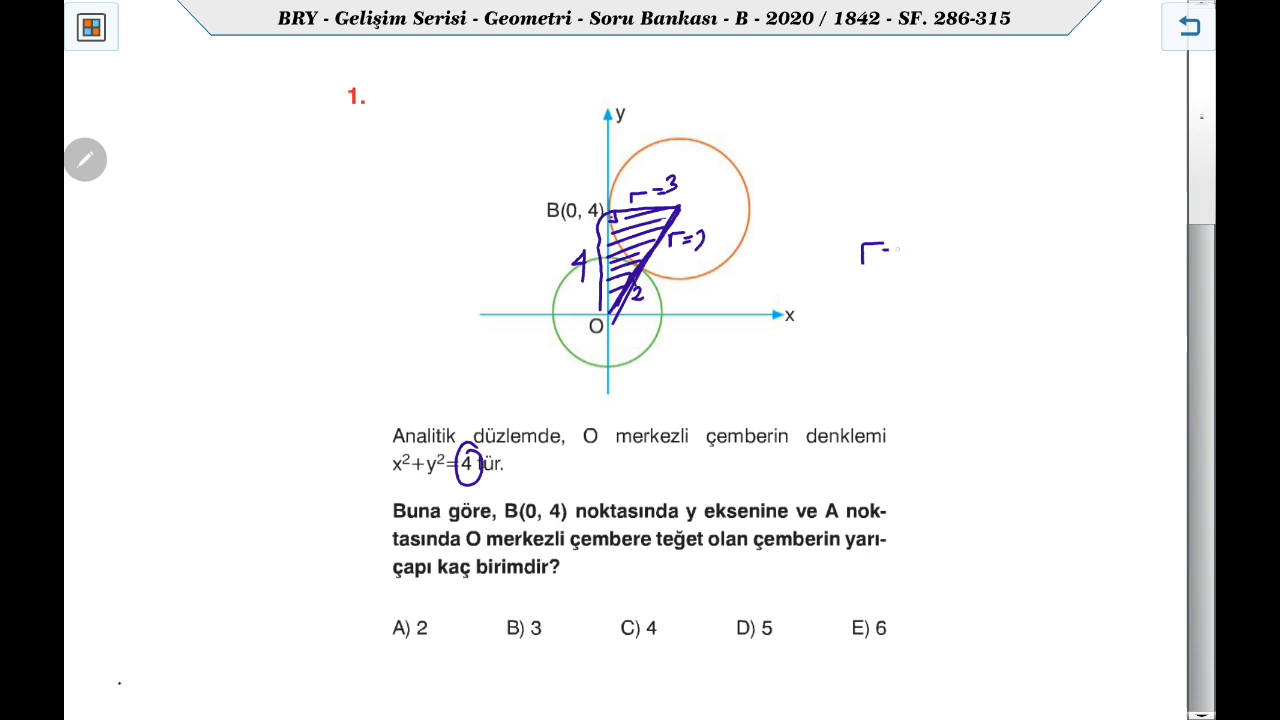 BRY - Gelişim Serisi - Geometri - Soru Bankası - B - 2020 / 1842 - SF. 286-315
1.
y
r=3
B(0, 4)
4
2
r=
O
x
Analitik düzlemde, O merkezli çemberin denklemi
x²+y²=4 tür.
Buna göre, B(0, 4) noktasında y eksenine ve A nok-
tasında O merkezli çembere teğet olan çemberin yarı-
çapı kaç birimdir?
A) 2 B) 3 C) 4 D) 5 E) 6